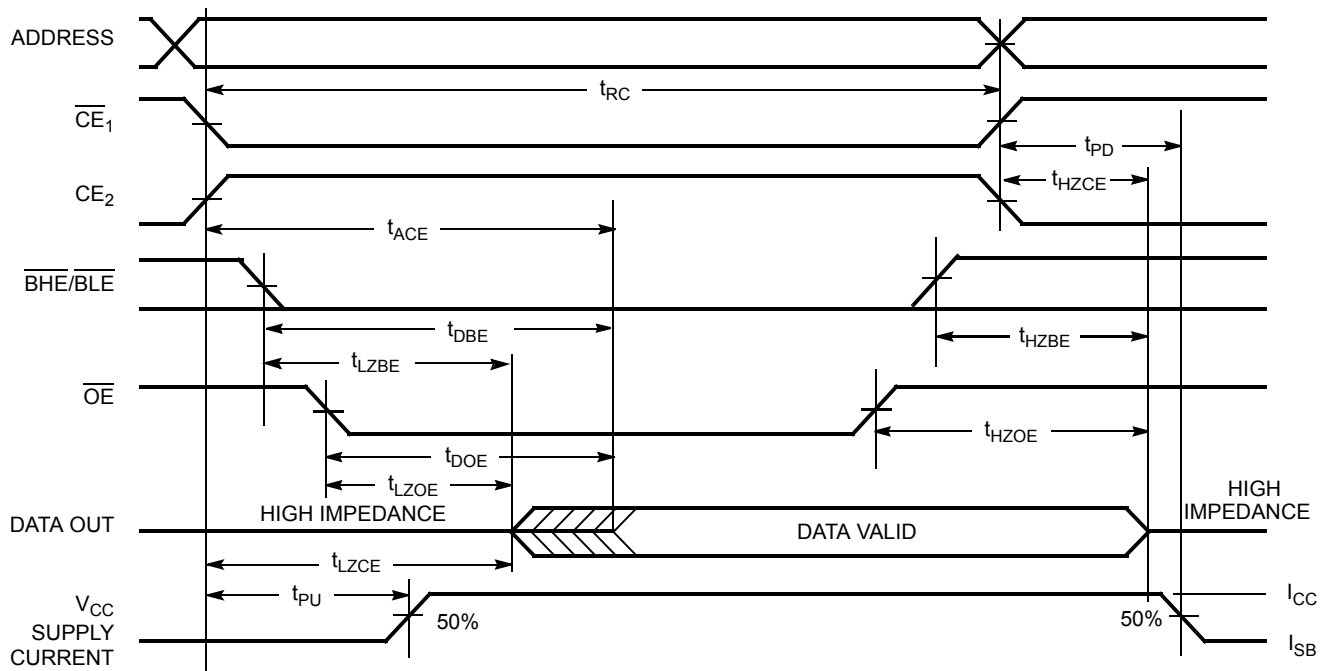 ADDRESS
tRC
CE1
tPD
tHZCE
CE2
tACE
BHE/BLE
tDBE
tHZBE
tLZBE
OE
tHZOE
tDOE
tLZOE
HIGH IMPEDANCE
HIGH
IMPEDANCE
DATA OUT
DATA VALID
tLZCE
tPU
VCC
SUPPLY
CURRENT
50%
50%
ICC
ISB